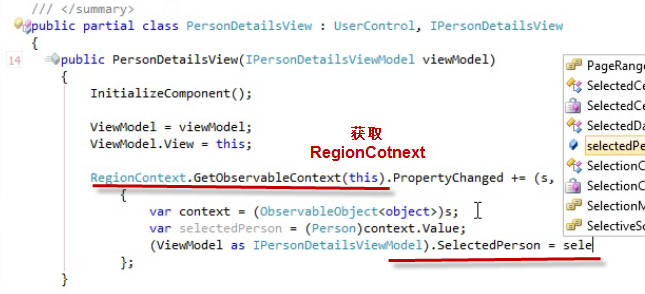 /// </summary>
public partial class PersonDetailsView : UserControl, IPersonDetailsView
{
14 public PersonDetailsView(IPersonDetailsViewModel viewModel)
{
InitializeComponent();
ViewModel = viewModel;
ViewModel.View = this;
获取
RegionCotnext
RegionContext.GetObservableContext(this).PropertyChanged += (s,
{
var context = (ObservableObject<object>)s;
var selectedPerson = (Person)context.Value;
(ViewModel as IPersonDetailsViewModel).SelectedPerson = sele
};
}
PageRange
SelectedCe
SelectedCe
SelectedDa
selectedPe
SelectionC
SelectionC
SelectionM
SelectiveSc